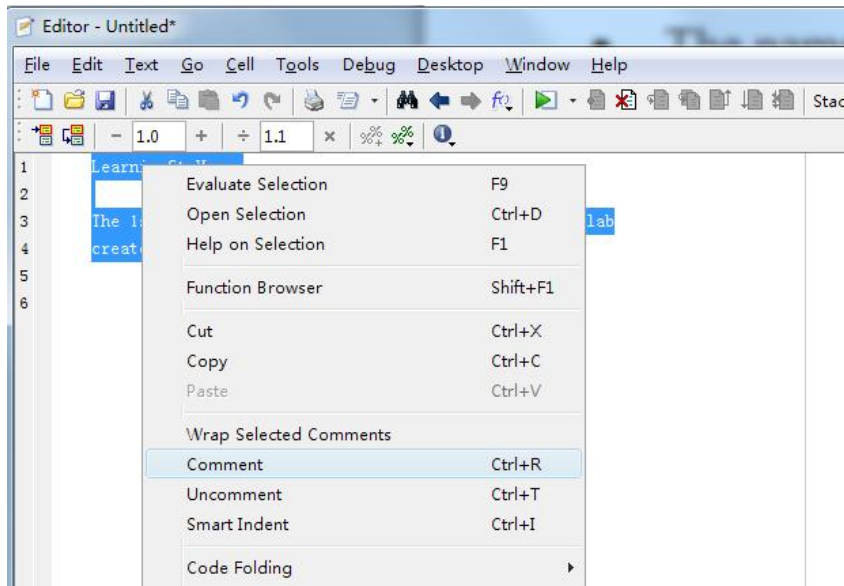 Editor - Untitled*
File Edit Text Go Cell Tools Debug Desktop Window Help
Stac
- 1.0 + ÷ 1.1 ×
1 Learni
2
3 The 1 lab
4 creat
5
6
Evaluate Selection F9
Open Selection Ctrl+D
Help on Selection F1
Function Browser Shift+F1
Cut Ctrl+X
Copy Ctrl+C
Paste Ctrl+V
Wrap Selected Comments
Comment Ctrl+R
Uncomment Ctrl+T
Smart Indent Ctrl+I
Code Folding